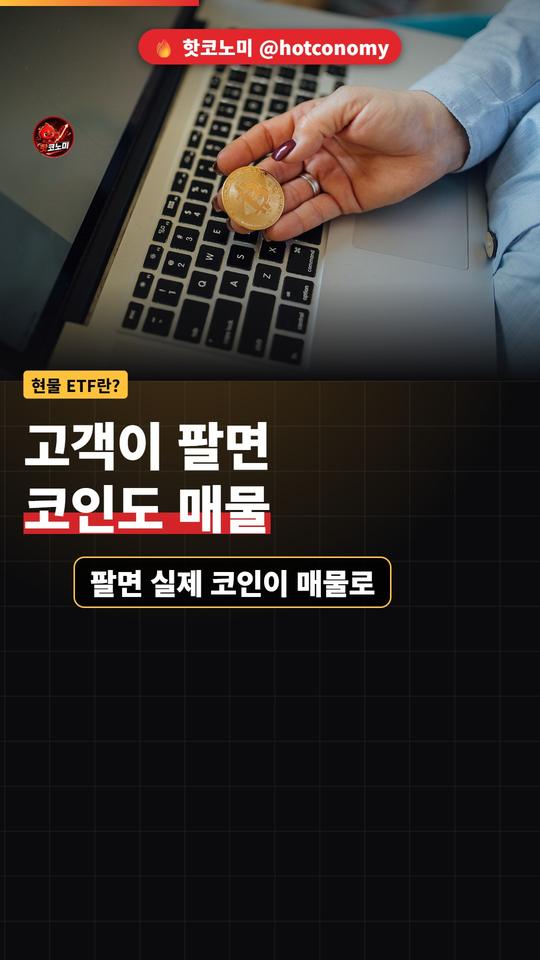 핫코노미 @hotconomy
핫코노미
현물 ETF란?
고객이 팔면
코인도 매물
팔면 실제 코인이 매물로